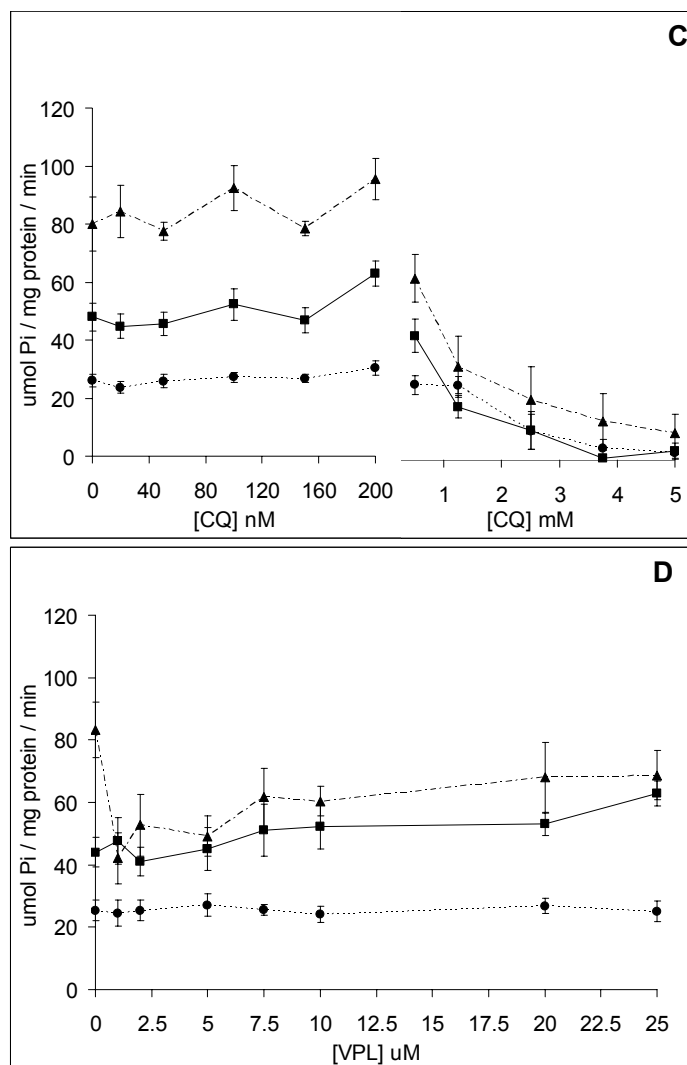 C
120
100
80
60
40
20
0
umol Pi / mg protein / min
0 40 80 120 160 200
[CQ] nM
1 2 3 4 5
[CQ] mM
D
120
100
80
60
40
20
0
umol Pi / mg protein / min
0 2.5 5 7.5 10 12.5 15 17.5 20 22.5 25
[VPL] uM